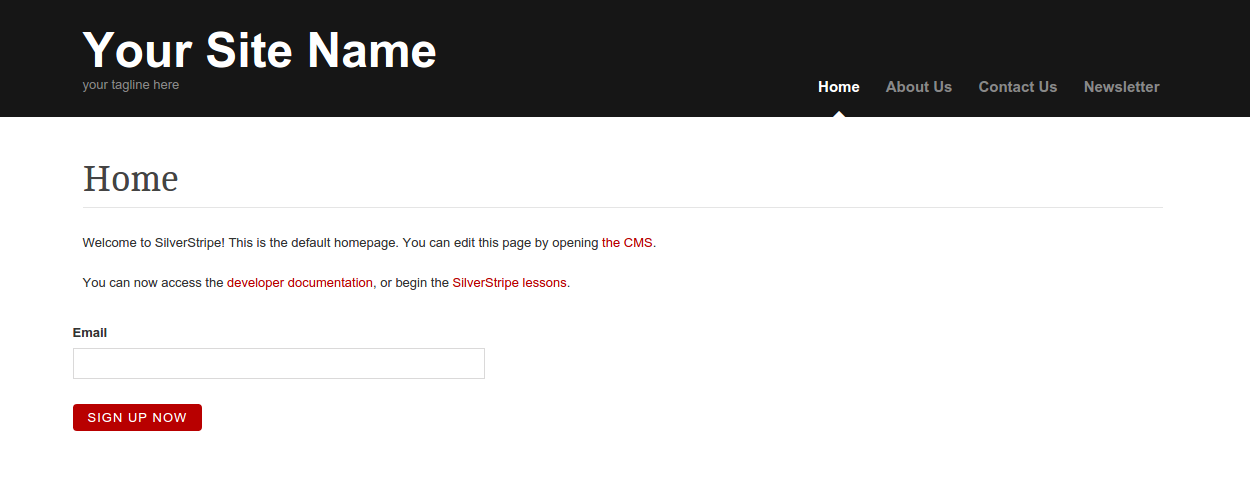 Your Site Name
your tagline here
Home About Us Contact Us Newsletter
Home
Welcome to SilverStripe! This is the default homepage. You can edit this page by opening the CMS.
You can now access the developer documentation, or begin the SilverStripe lessons.
Email
SIGN UP NOW